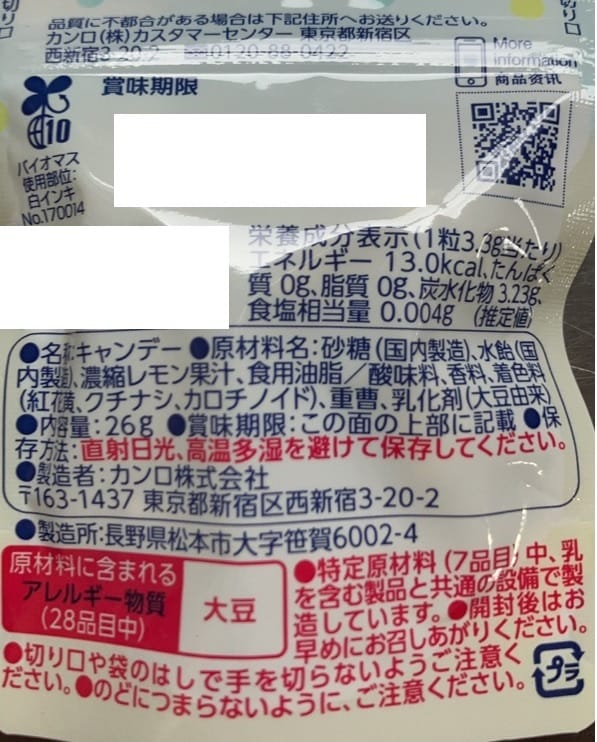 切り口
品質に不都合がある場合は下記住所へお送りください。
カンロ(株)カスタマーセンター 東京都新宿区
西新宿3-20-2 0120-88-0422
切り口
More
information
商品资讯
賞味期限
10
バイオマス
使用部位:
白インキ
No.170014
栄養成分表示(1粒3.3g当たり)
エネルギー 13.0kcal、たんぱく
質 0g、脂質 0g、炭水化物 3.23g、
食塩相当量 0.004g (推定値)
●名称:キャンデー ●原材料名:砂糖(国内製造)、水飴(国
内製造)、濃縮レモン果汁、食用油脂/酸味料、香料、着色料
(紅花黄、クチナシ、カロチノイド)、重曹、乳化剤(大豆由来)
●内容量:26g ●賞味期限:この面の上部に記載 ●保
存方法:直射日光、高温多湿を避けて保存してください。
●製造者:カンロ株式会社
〒163-1437 東京都新宿区西新宿3-20-2
●製造所:長野県松本市大字笹賀6002-4
原材料に含まれる
アレルギー物質
(28品目中)
大豆
●特定原材料(7品目)中、乳
を含む製品と共通の設備で製
造しています。●開封後はお
早めにお召しあがりください。
●切り口や袋のはしで手を切らないようご注意く
ださい。●のどにつまらないように、ご注意ください。
プラ